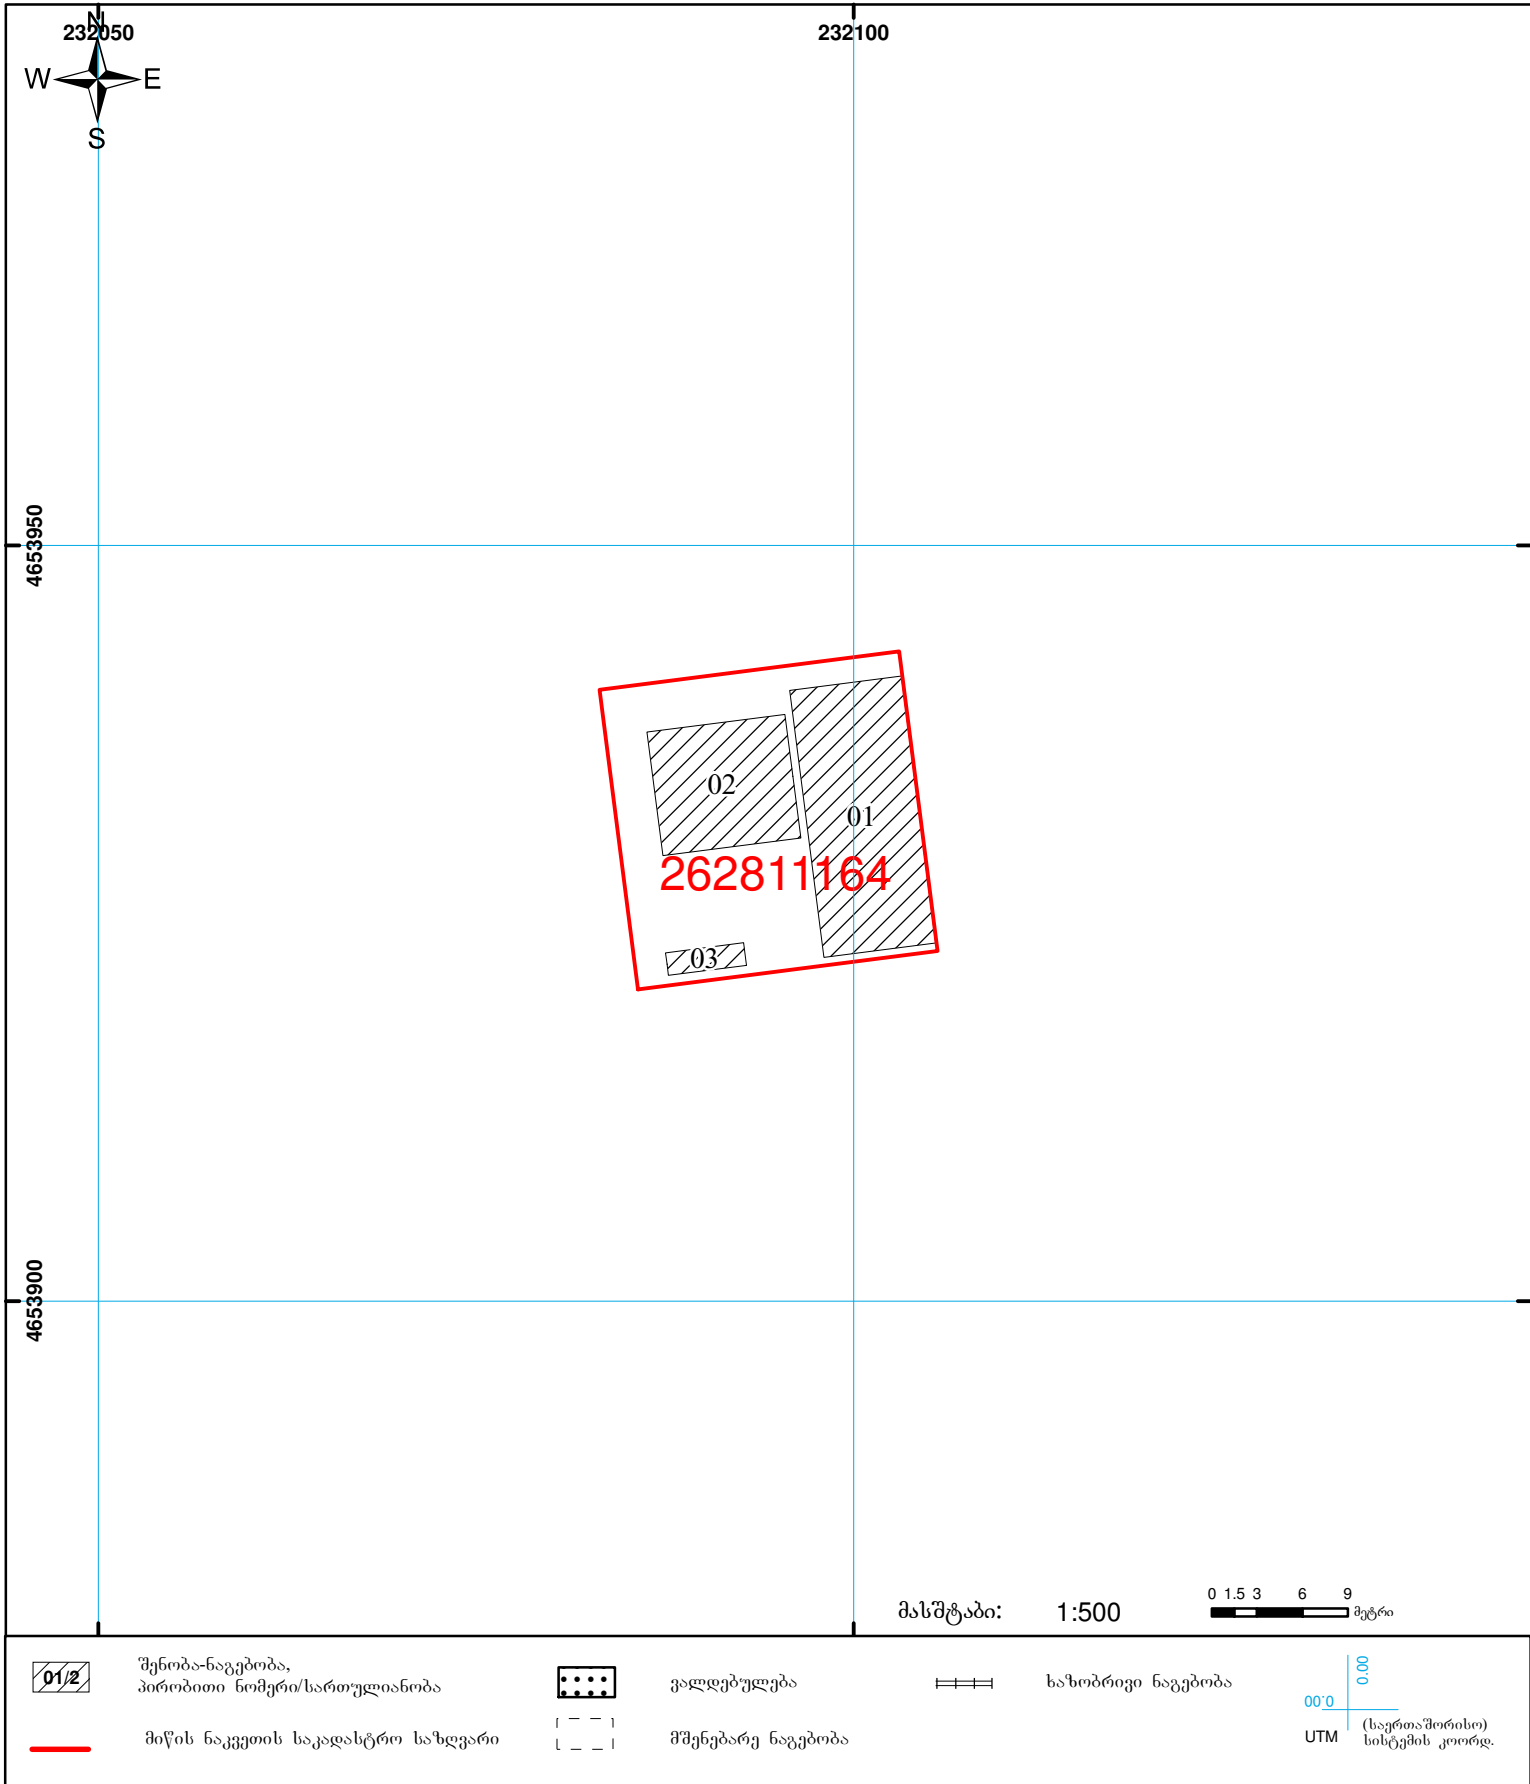 N
232050
232100
W
E
S
4653950
02
01
262811164
03
4653900
მასშტაბი: 1:500
0 1.5 3 6 9
მეტრი
01/2
შენობა-ნაგებობა,
პირობითი ნომერი/სართულიანობა
ვალდებულება
ხაზობრივი ნაგებობა
0.00
0.00
UTM
(საერთაშორისო)
სისტემის კოორდ.
მიწის ნაკვეთის საკადასტრო საზღვარი
მშენებარე ნაგებობა